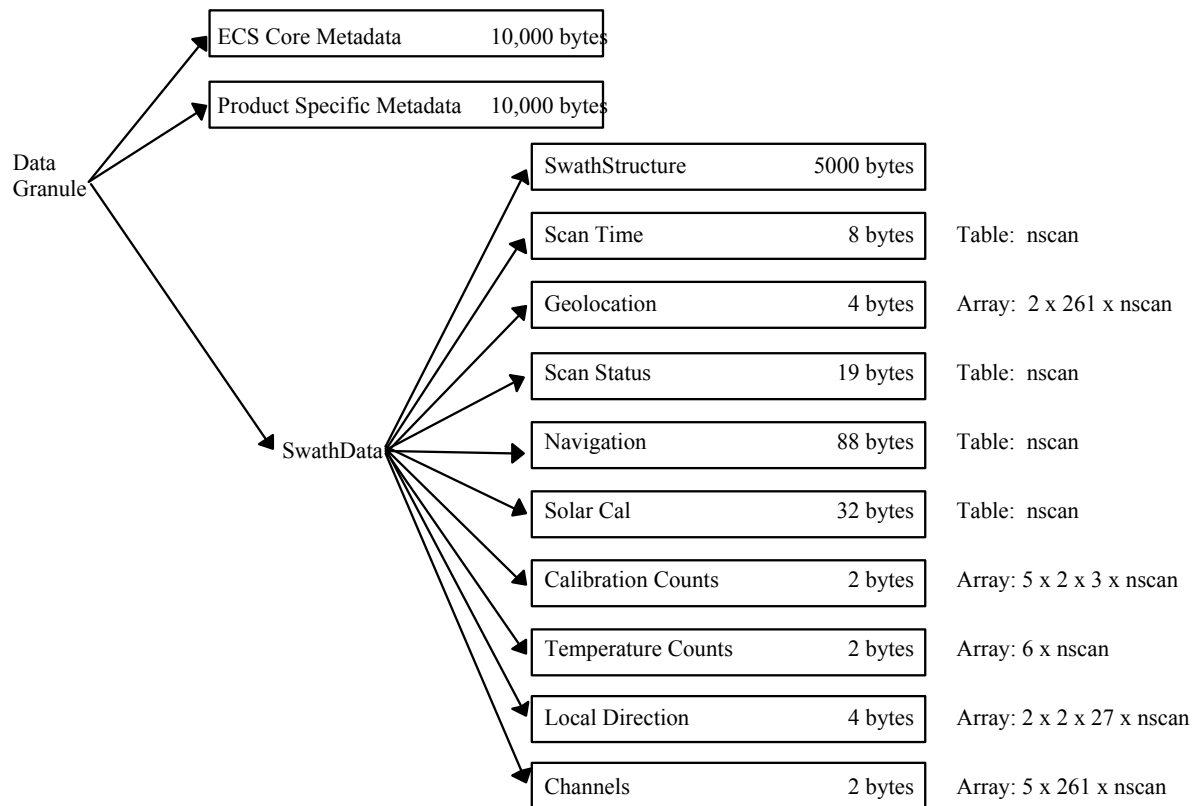 ECS Core Metadata 10,000 bytes
Product Specific Metadata 10,000 bytes
Data
Granule
SwathStructure 5000 bytes
Scan Time 8 bytes Table: nscan
Geolocation 4 bytes Array: 2 x 261 x nscan
Scan Status 19 bytes Table: nscan
SwathData
Navigation 88 bytes Table: nscan
Solar Cal 32 bytes Table: nscan
Calibration Counts 2 bytes Array: 5 x 2 x 3 x nscan
Temperature Counts 2 bytes Array: 6 x nscan
Local Direction 4 bytes Array: 2 x 2 x 27 x nscan
Channels 2 bytes Array: 5 x 261 x nscan